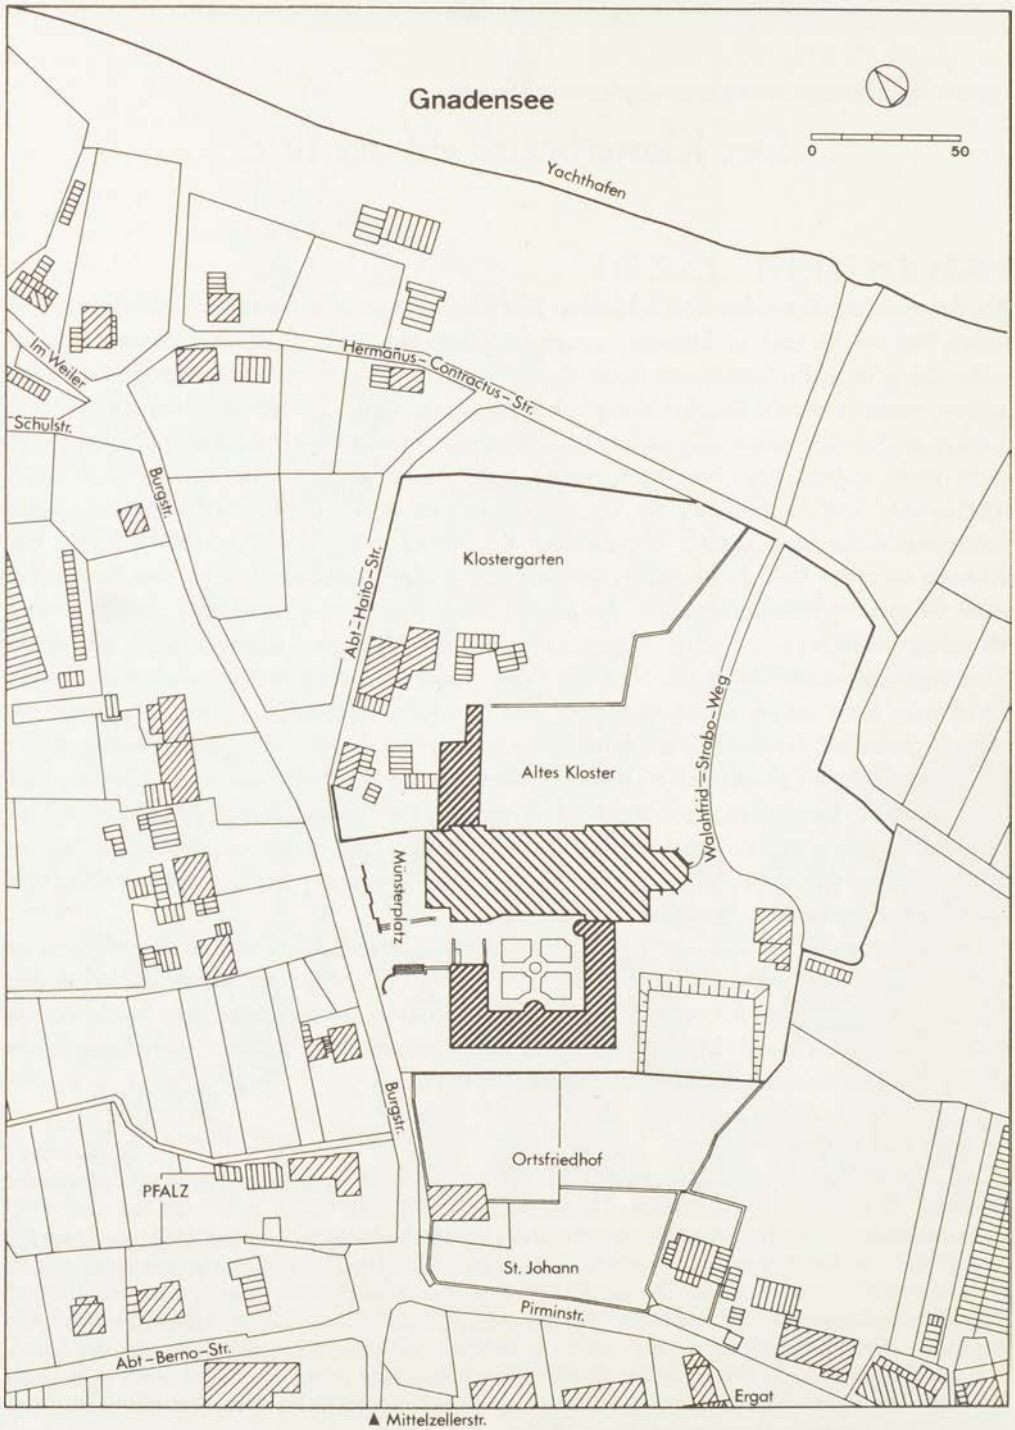 Gnadensee
0 50
Yachthafen
Hermanus-Contractus-Str.
Im Weiler
Schulstr.
Burgstr.
Klostergarten
Abt-Haito-Str.
Walahfrid=Strabo-Weg
Altes Kloster
Münsterplatz
Burgstr.
Ortsfriedhof
PFALZ
St. Johann
Pirminstr.
Abt-Berno-Str.
Ergat
▲ Mittelzellerstr.